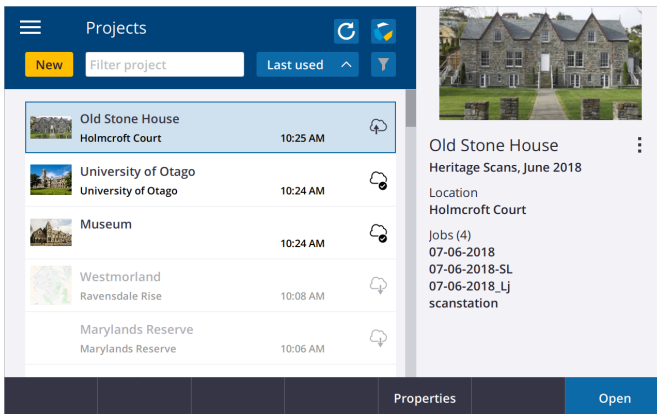 Projects
New
Filter project
Last used
Old Stone House
Holmcroft Court
10:25 AM
University of Otago
University of Otago
10:24 AM
Museum
10:24 AM
Westmorland
Ravensdale Rise
10:08 AM
Marylands Reserve
Marylands Reserve
10:06 AM
Old Stone House
Heritage Scans, June 2018
Location
Holmcroft Court
Jobs (4)
07-06-2018
07-06-2018-SL
07-06-2018_Lj
scanstation
Properties
Open